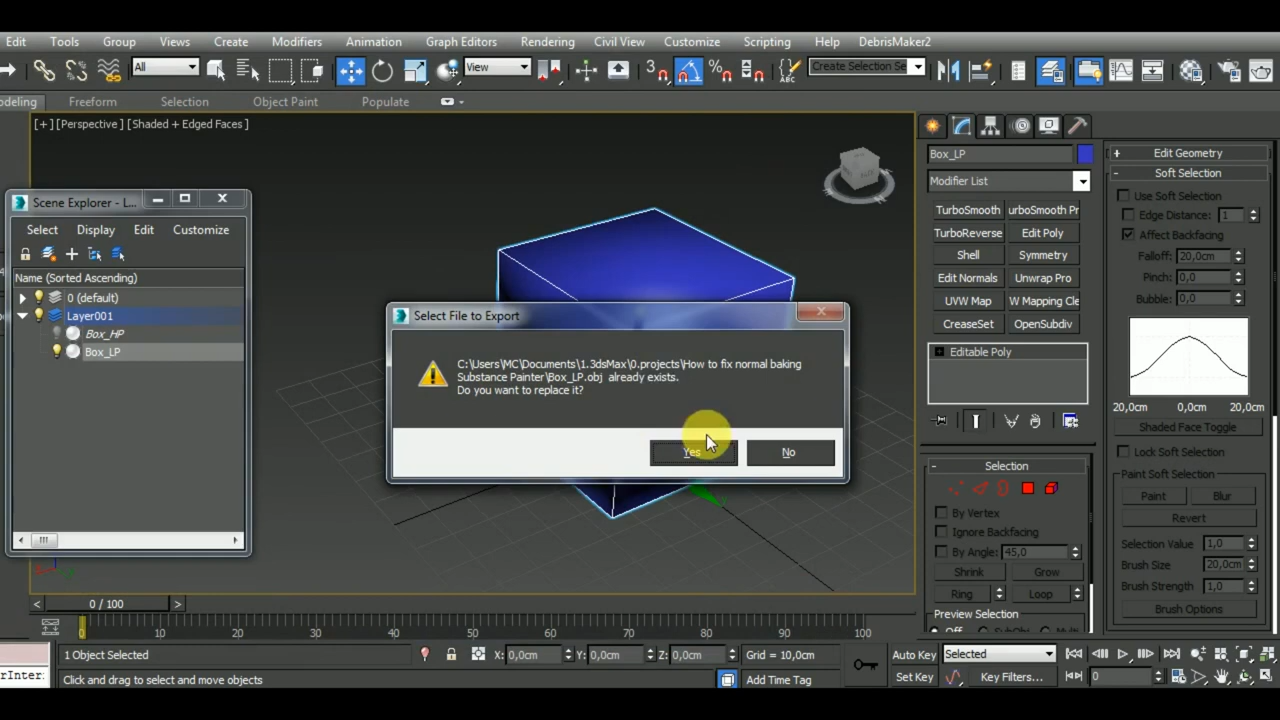 Edit Tools Group Views Create Modifiers Animation Graph Editors Rendering Civil View Customize Scripting Help DebrisMaker2
All View 3 % Create Selection Se
odeling Freeform Selection Object Paint Populate
[+][Perspective][Shaded + Edged Faces]
Scene Explorer - L...
Select Display Edit Customize
Name (Sorted Ascending)
0 (default)
Layer001
Box_HP
Box_LP
Select File to Export
C:\Users\MC\Documents\1.3dsMax\0.projects\How to fix normal baking
Substance Painter\Box_LP.obj already exists.
Do you want to replace it?
Yes No
Box_LP
Modifier List
TurboSmooth urboSmooth Pr
TurboReverse Edit Poly
Shell Symmetry
Edit Normals Unwrap Pro
UVW Map W Mapping Cle
CreaseSet OpenSubdiv
+ Editable Poly
- Selection
By Vertex
Ignore Backfacing
By Angle: 45,0
Shrink Grow
Ring Loop
Preview Selection
Off SubObj Multi
+ Edit Geometry
- Soft Selection
Use Soft Selection
Edge Distance: 1
Affect Backfacing
Falloff: 20,0cm
Pinch: 0,0
Bubble: 0,0
20,0cm 0,0cm 20,0cm
Shaded Face Toggle
Lock Soft Selection
Paint Soft Selection
Paint Blur
Revert
Selection Value 1,0
Brush Size 20,0cm
Brush Strength 1,0
Brush Options
< 0 / 100 >
0 10 20 30 40 50 60 70 80 90 100
1 Object Selected X: 0,0cm Y: 0,0cm Z: 0,0cm Grid = 10,0cm Auto Key Selected
rInter: Click and drag to select and move objects Add Time Tag Set Key Key Filters... 0